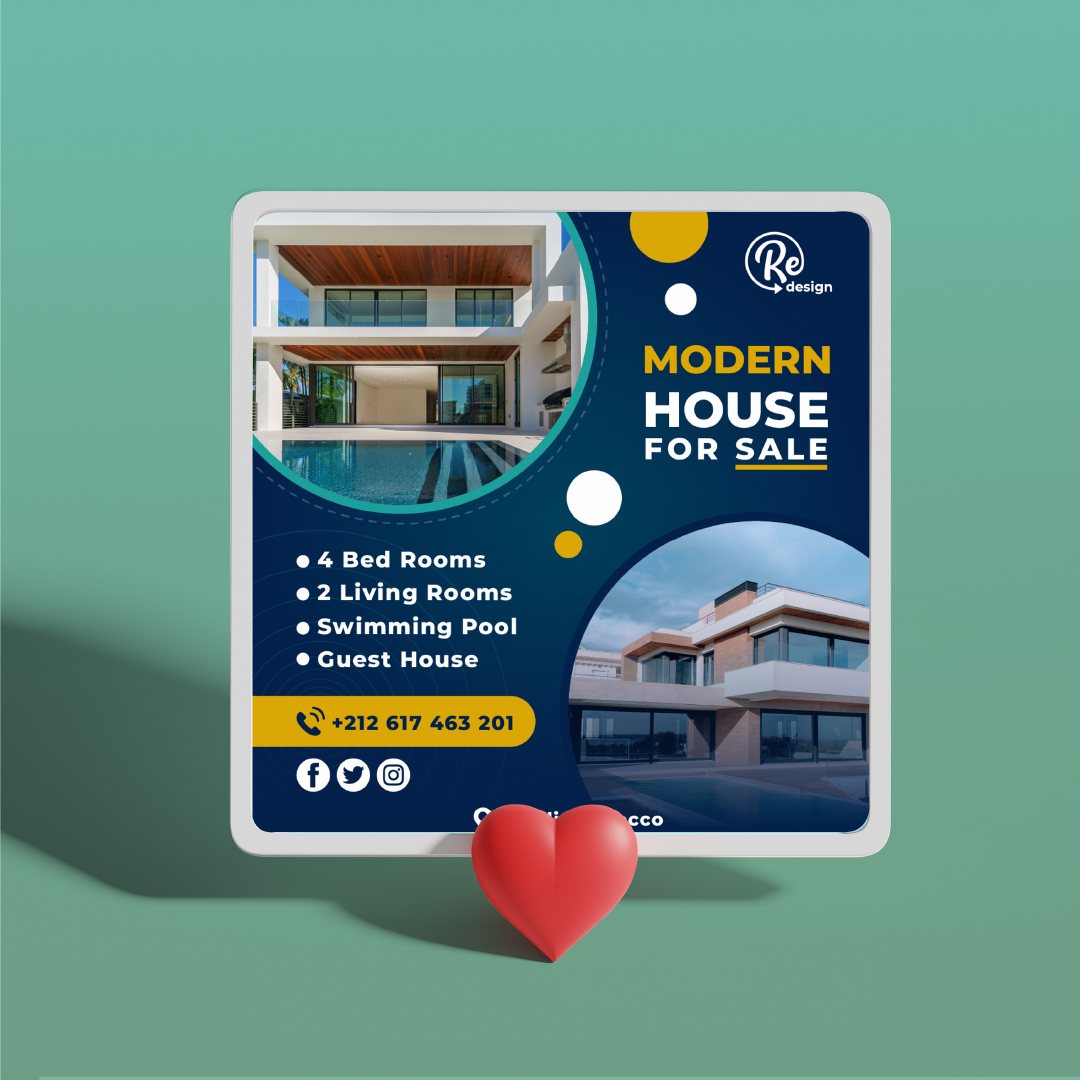 Re
design
MODERN
HOUSE
FOR SALE
4 Bed Rooms
2 Living Rooms
Swimming Pool
Guest House
+212 617 463 201